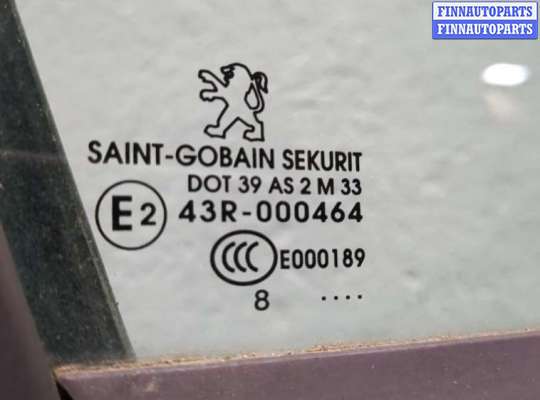 FINNAUTOPARTS
FINNAUTOPARTS
SAINT-GOBAIN SEKURIT
DOT 39 AS 2 M 33
E2 43R-000464
CCC E000189
8 ....